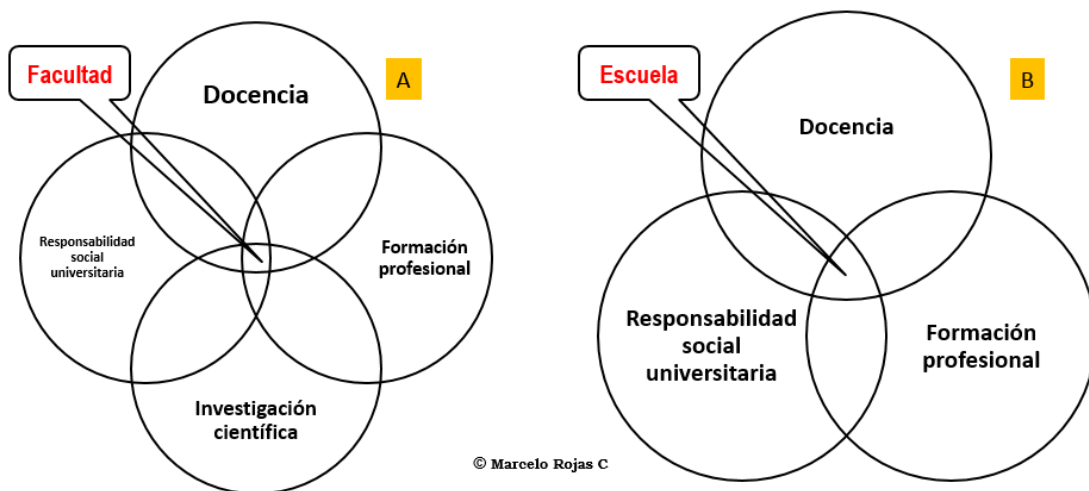 Facultad
A
Docencia
Responsabilidad
social
universitaria
Formación
profesional
Investigación
científica
Escuela
B
Docencia
Responsabilidad
social
universitaria
Formación
profesional
© Marcelo Rojas C